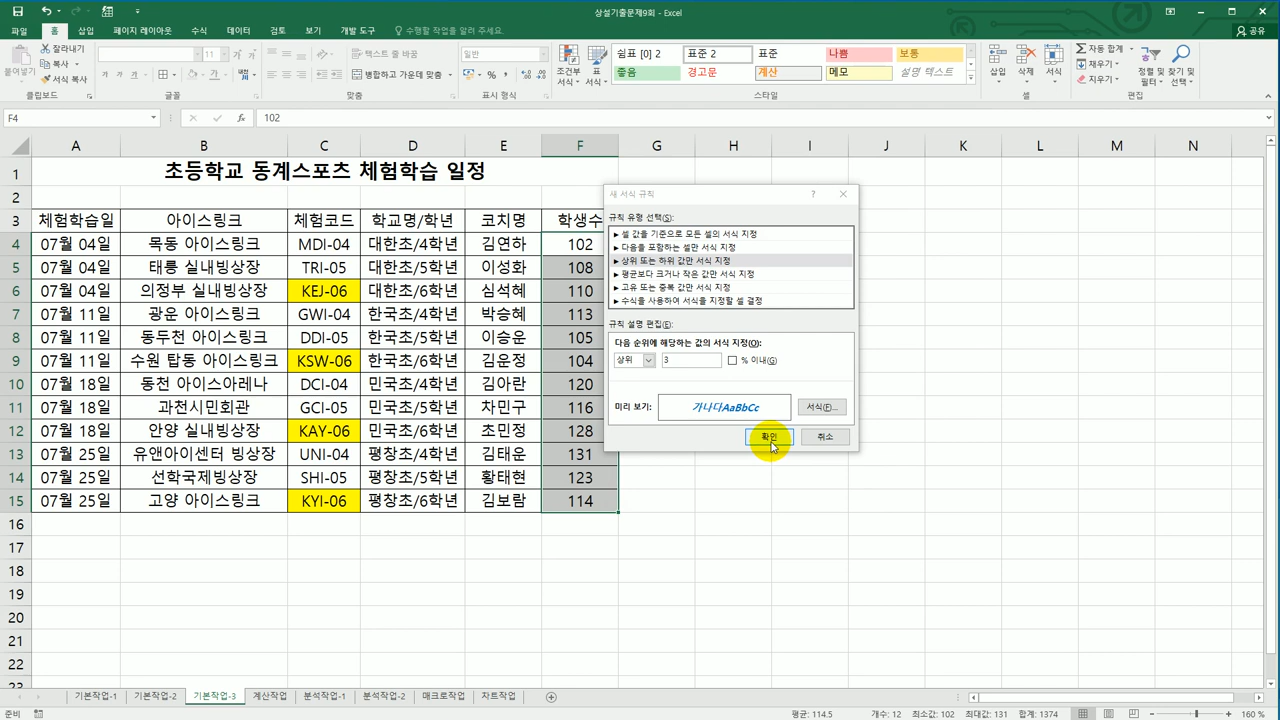 상설기출문제9회 - Excel
파일 홈 삽입 페이지 레이아웃 수식 데이터 검토 보기 개발 도구 수행할 작업을 알려 주세요. 공유
붙여넣기 잘라내기 복사 서식 복사 클립보드
11 가 가 가 가 가 글꼴
텍스트 줄 바꿈 병합하고 가운데 맞춤 맞춤
일반 % 표시 형식
조건부 서식 표 서식
쉼표 [0] 2 표준 2 표준 나쁨 보통
좋음 경고문 계산 메모 설명 텍스트
스타일
삽입 삭제 서식 셀
자동 합계 채우기 지우기 정렬 및 필터 찾기 및 선택 편집
F4 fx 102
A B C D E F G H I J K L M N
1 초등학교 동계스포츠 체험학습 일정
2
3 체험학습일 아이스링크 체험코드 학교명/학년 코치명 학생수
4 07월 04일 목동 아이스링크 MDI-04 대한초/4학년 김연하 102
5 07월 04일 태릉 실내빙상장 TRI-05 대한초/5학년 이성화 108
6 07월 04일 의정부 실내빙상장 KEJ-06 대한초/6학년 심석혜 110
7 07월 11일 광운 아이스링크 GWI-04 한국초/4학년 박승혜 113
8 07월 11일 동두천 아이스링크 DDI-05 한국초/5학년 이승운 105
9 07월 11일 수원 탑동 아이스링크 KSW-06 한국초/6학년 김운정 104
10 07월 18일 동천 아이스아레나 DCI-04 민국초/4학년 김아란 120
11 07월 18일 과천시민회관 GCI-05 민국초/5학년 차민구 116
12 07월 18일 안양 실내빙상장 KAY-06 민국초/6학년 초민정 128
13 07월 25일 유앤아이센터 빙상장 UNI-04 평창초/4학년 김태운 131
14 07월 25일 선학국제빙상장 SHI-05 평창초/5학년 황태현 123
15 07월 25일 고양 아이스링크 KYI-06 평창초/6학년 김보람 114
16
17
18
19
20
21
22
23
새 서식 규칙 ?
규칙 유형 선택(S):
► 셀 값을 기준으로 모든 셀의 서식 지정
► 다음을 포함하는 셀만 서식 지정
► 상위 또는 하위 값만 서식 지정
► 평균보다 크거나 작은 값만 서식 지정
► 고유 또는 중복 값만 서식 지정
► 수식을 사용하여 서식을 지정할 셀 결정
규칙 설명 편집(E):
다음 순위에 해당하는 값의 서식 지정(O):
상위 3 % 이내(G)
미리 보기: 가나다AaBbCc 서식(F)...
확인 취소
기본작업-1 기본작업-2 기본작업-3 계산작업 분석작업-1 분석작업-2 매크로작업 차트작업
준비 평균: 114.5 개수: 12 최소값: 102 최대값: 131 합계: 1374 160 %